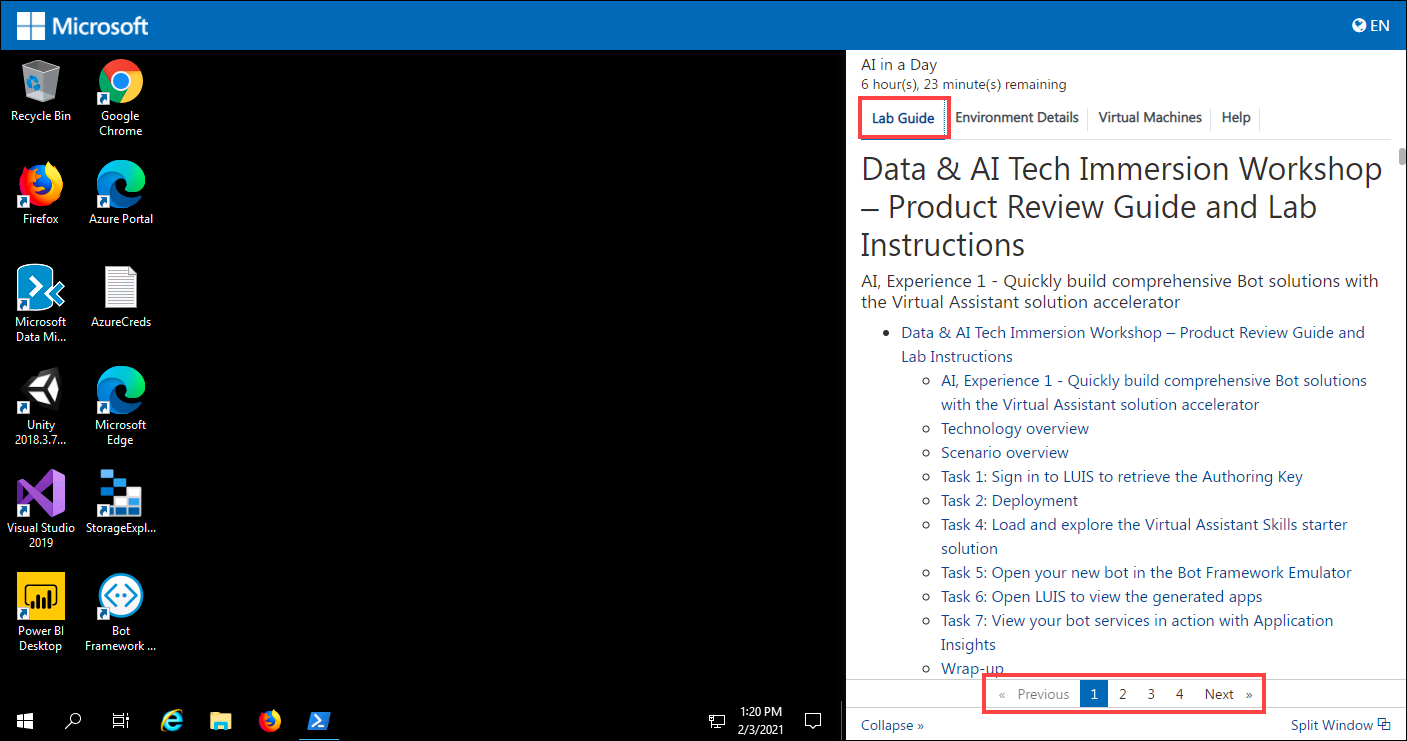 Microsoft
EN
Recycle Bin
Google
Chrome
Firefox
Azure Portal
Microsoft
Data Mi...
AzureCreds
Unity
2018.3.7...
Microsoft
Edge
Visual Studio
2019
StorageExpl...
Power BI
Desktop
Bot
Framework ...
1:20 PM
2/3/2021
AI in a Day
6 hour(s), 23 minute(s) remaining
Lab Guide
Environment Details
Virtual Machines
Help
Data & AI Tech Immersion Workshop
– Product Review Guide and Lab
Instructions
AI, Experience 1 - Quickly build comprehensive Bot solutions with
the Virtual Assistant solution accelerator
Data & AI Tech Immersion Workshop – Product Review Guide and
Lab Instructions
AI, Experience 1 - Quickly build comprehensive Bot solutions
with the Virtual Assistant solution accelerator
Technology overview
Scenario overview
Task 1: Sign in to LUIS to retrieve the Authoring Key
Task 2: Deployment
Task 4: Load and explore the Virtual Assistant Skills starter
solution
Task 5: Open your new bot in the Bot Framework Emulator
Task 6: Open LUIS to view the generated apps
Task 7: View your bot services in action with Application
Insights
Wrap-up
« Previous 1 2 3 4 Next »
Collapse »
Split Window